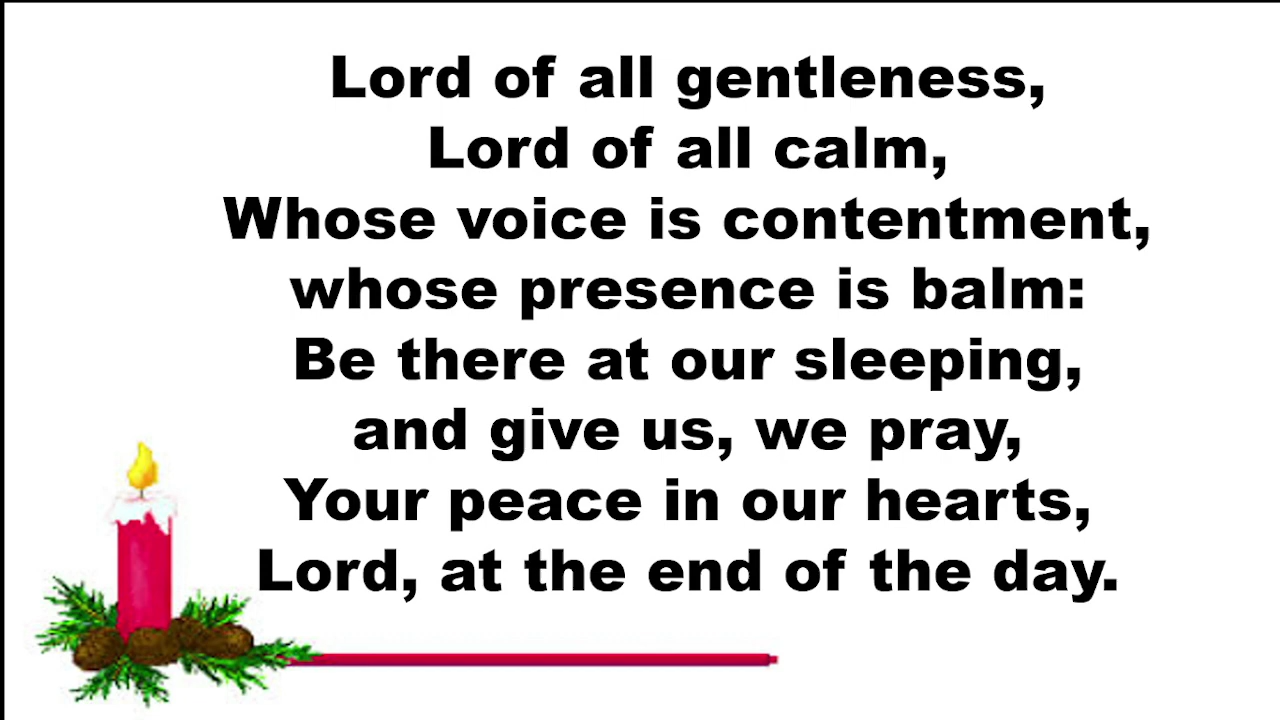 Lord of all gentleness,
Lord of all calm,
Whose voice is contentment,
whose presence is balm:
Be there at our sleeping,
and give us, we pray,
Your peace in our hearts,
Lord, at the end of the day.